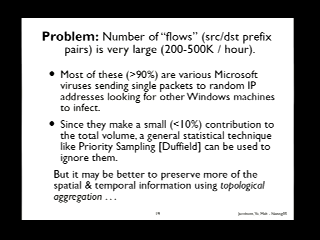 Problem: Number of "flows" (src/dst prefix
pairs) is very large (200-500K / hour).
• Most of these (>90%) are various Microsoft
viruses sending single packets to random IP
addresses looking for other Windows machines
to infect.
• Since they make a small (<10%) contribution to
the total volume, a general statistical technique
like Priority Sampling [Duffield] can be used to
ignore them.
But it may be better to preserve more of the
spatial & temporal information using topological
aggregation . . .